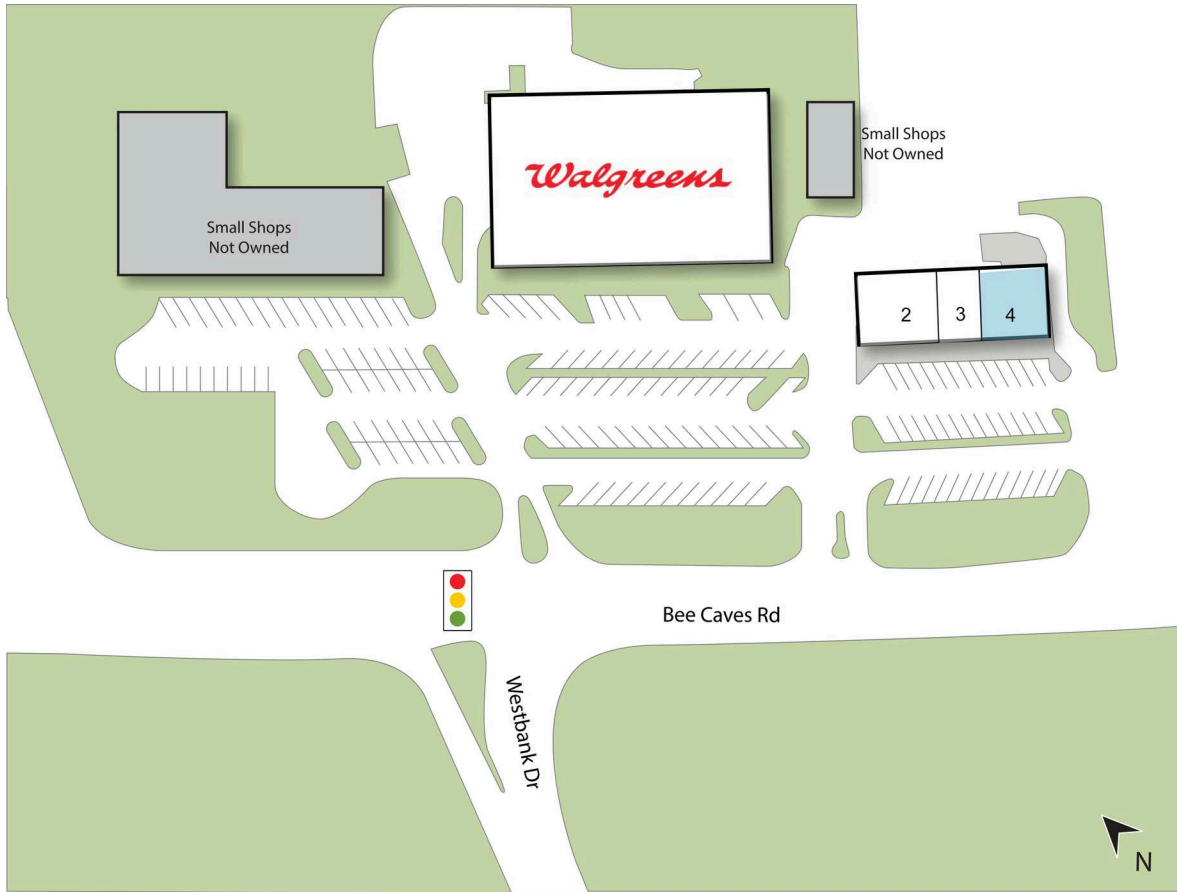 Walgreens
Small Shops
Not Owned
Small Shops
Not Owned
2
3
4
Bee Caves Rd
Westbank Dr
N